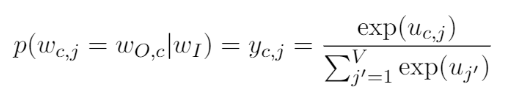 p(w_{c,j} = w_{O,c}|w_I) = y_{c,j} = \frac{\exp(u_{c,j})}{\sum_{j'=1}^{V} \exp(u_{j'})}